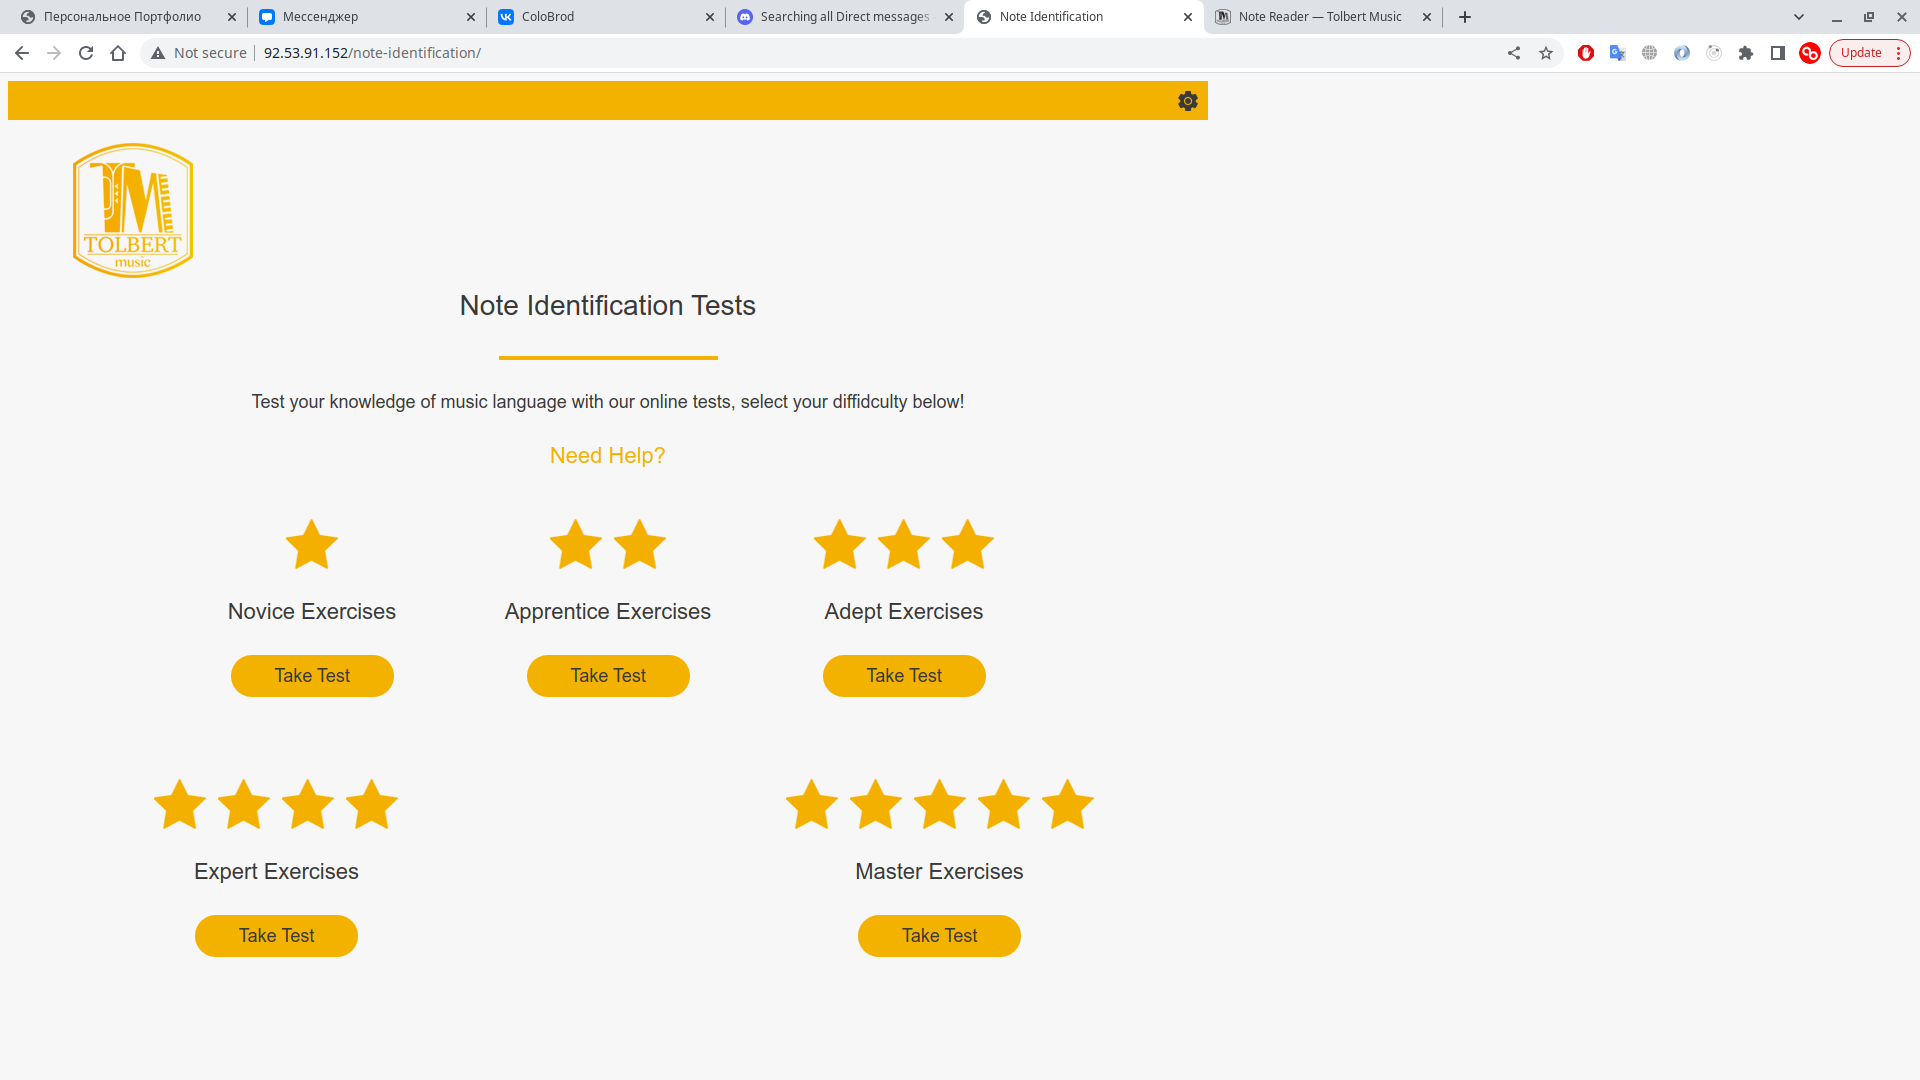 Персональное Портфолио
Мессенджер
ColoBrod
Searching all Direct messages
Note Identification
Note Reader — Tolbert Music
Not secure
92.53.91.152/note-identification/
Update
TM
TOLBERT
music
Note Identification Tests
Test your knowledge of music language with our online tests, select your diffidculty below!
Need Help?
Novice Exercises
Apprentice Exercises
Adept Exercises
Take Test
Take Test
Take Test
Expert Exercises
Master Exercises
Take Test
Take Test